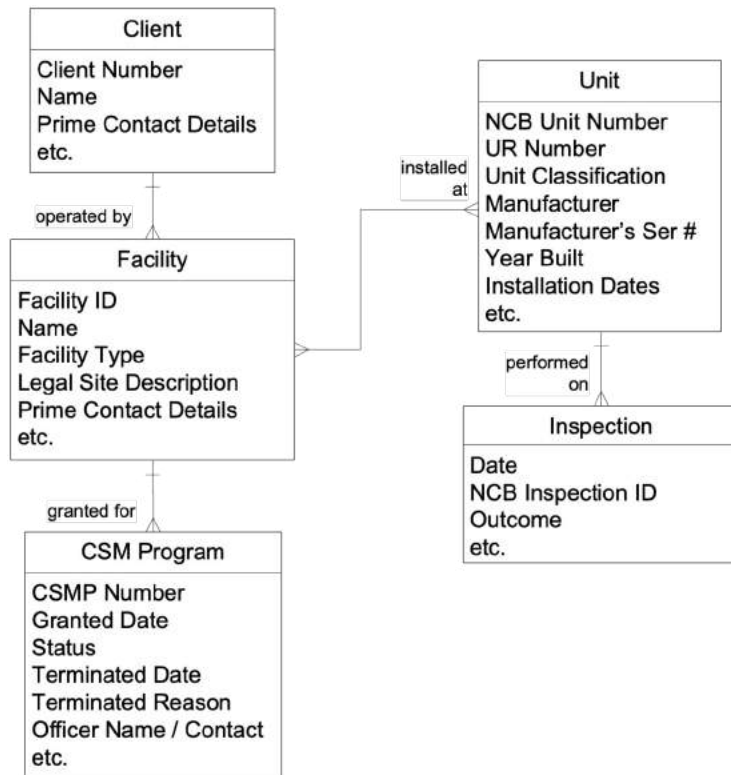 Client
Client Number
Name
Prime Contact Details
etc.
operated by
Facility
Facility ID
Name
Facility Type
Legal Site Description
Prime Contact Details
etc.
granted for
CSM Program
CSMP Number
Granted Date
Status
Terminated Date
Terminated Reason
Officer Name / Contact
etc.
installed
at
Unit
NCB Unit Number
UR Number
Unit Classification
Manufacturer
Manufacturer's Ser #
Year Built
Installation Dates
etc.
performed
on
Inspection
Date
NCB Inspection ID
Outcome
etc.